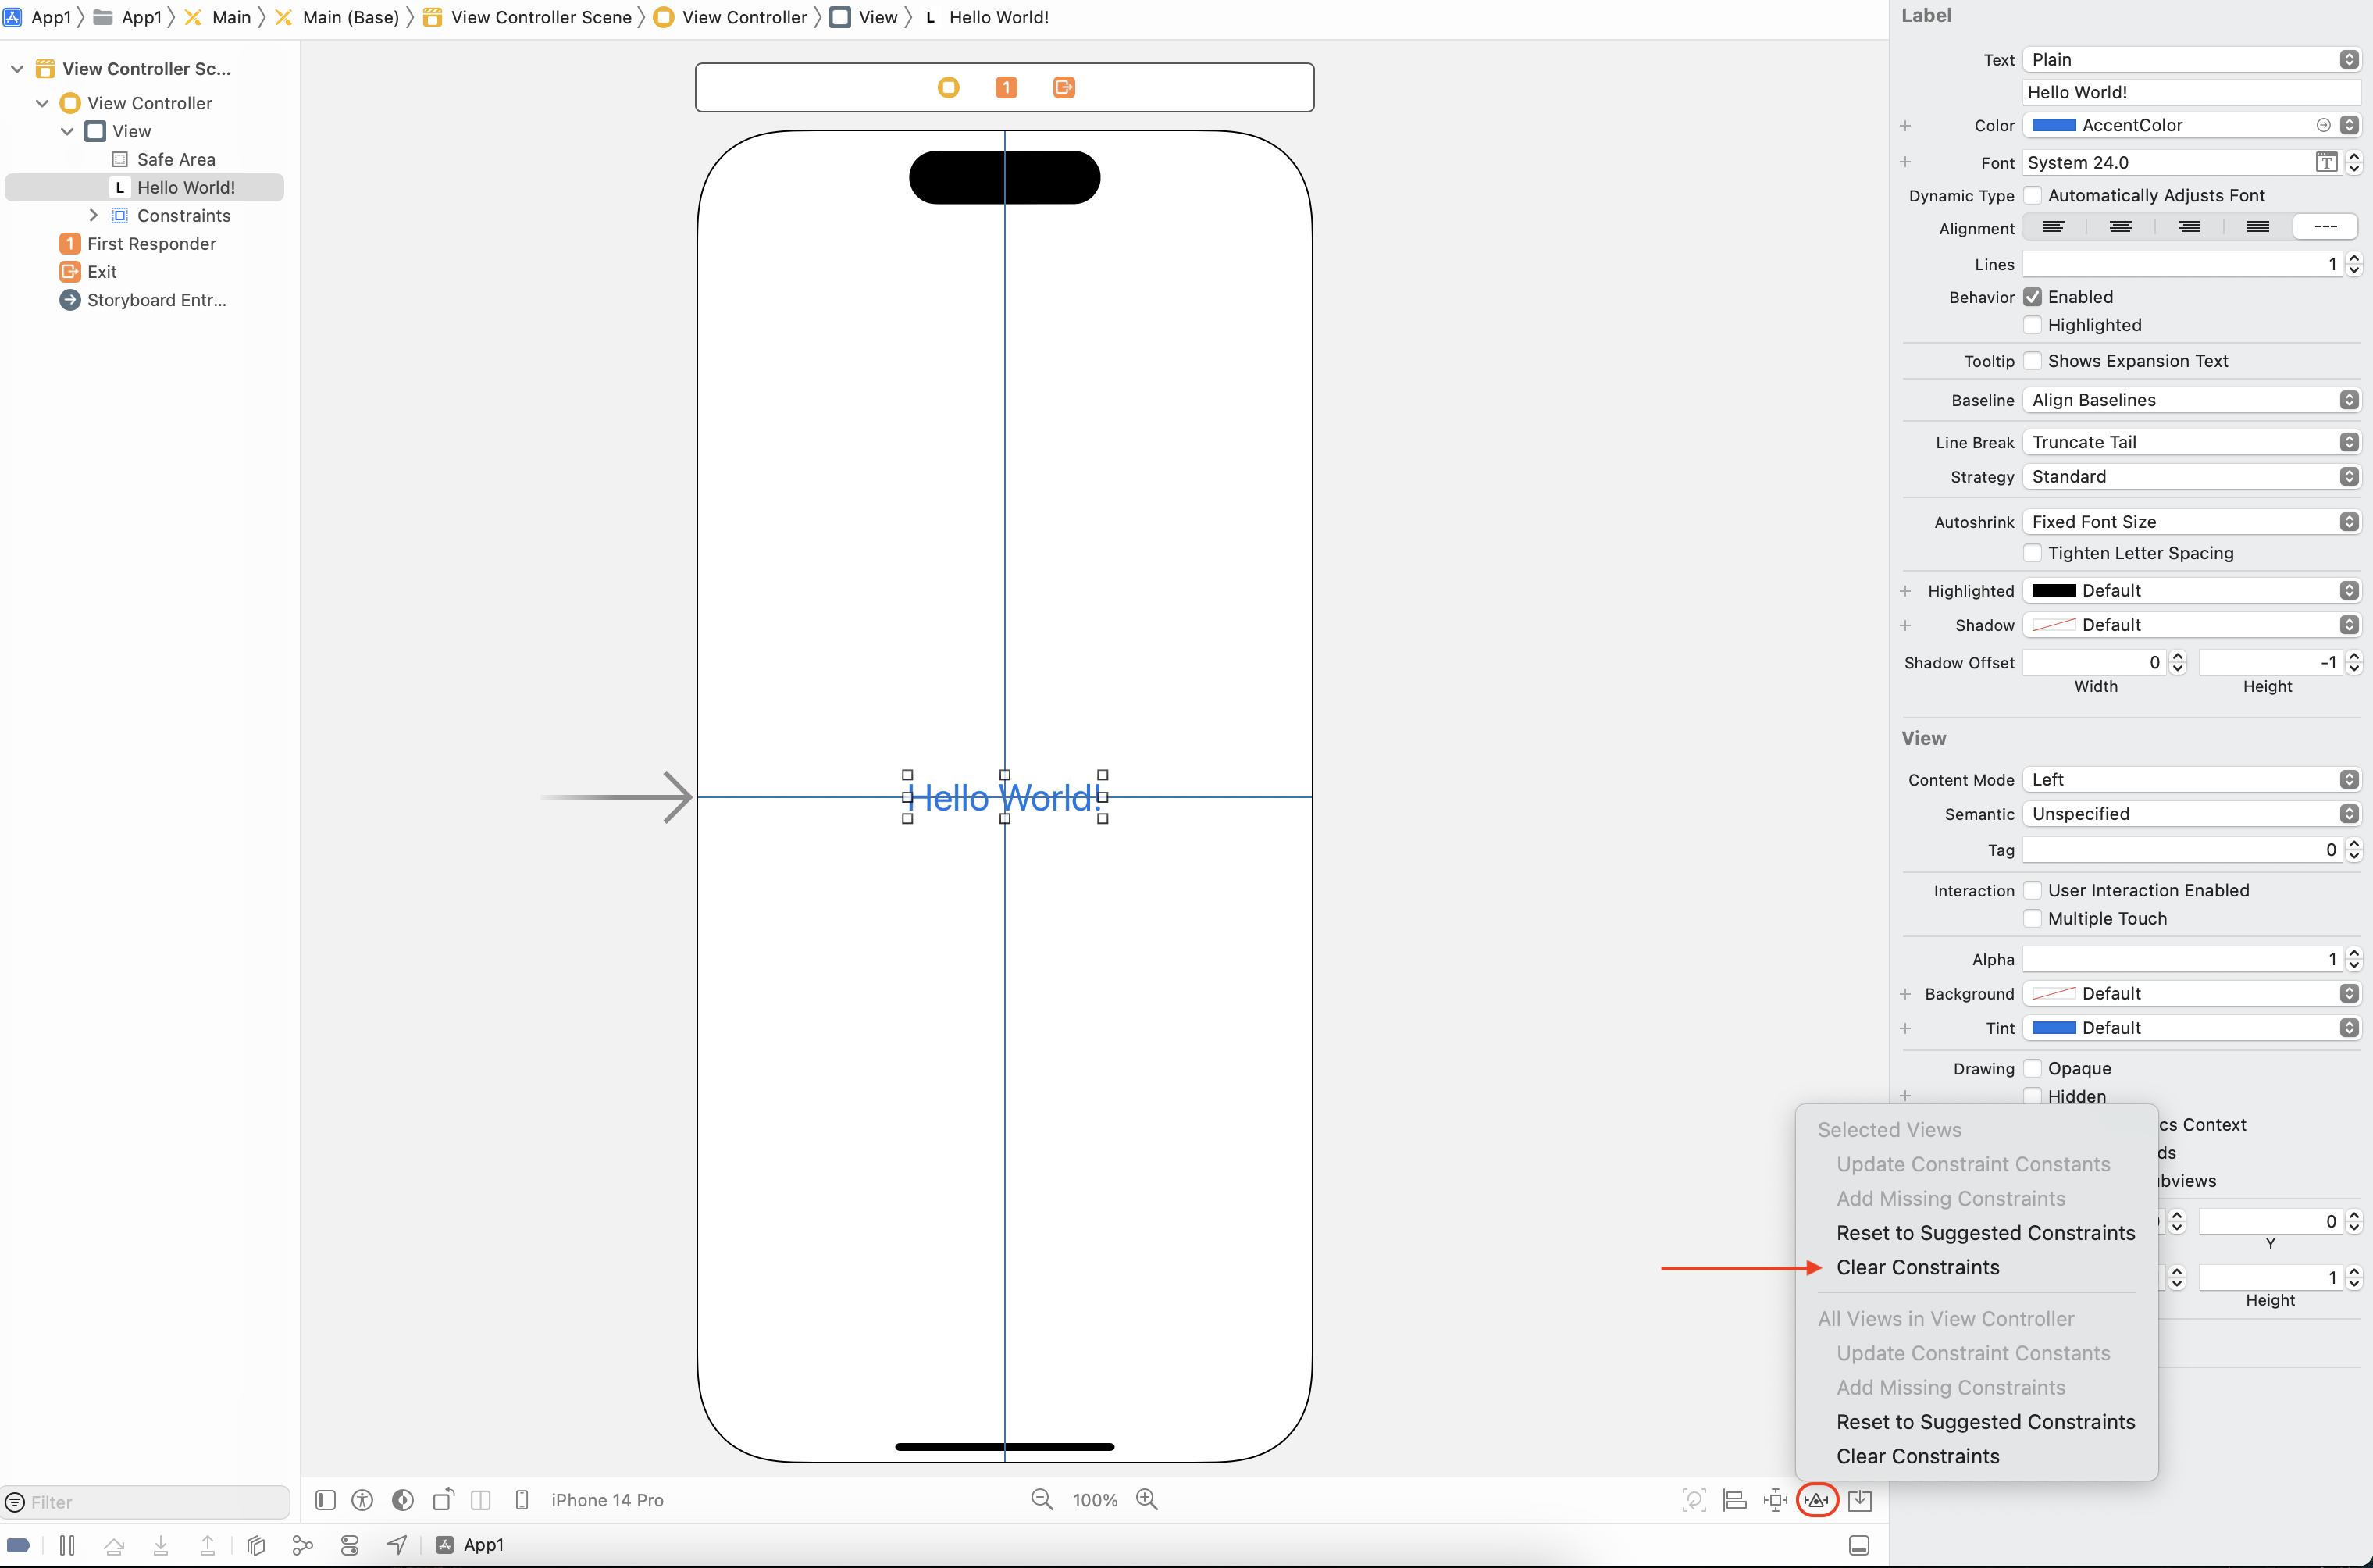 App1 App1 Main Main (Base) View Controller Scene View Controller View L Hello World!
View Controller Sc...
View Controller
View
Safe Area
L Hello World!
Constraints
1 First Responder
Exit
Storyboard Entr...
Filter
1
Hello World!
iPhone 14 Pro
100%
App1
Label
Text Plain
Hello World!
Color AccentColor
Font System 24.0 T
Dynamic Type Automatically Adjusts Font
Alignment ---
Lines 1
Behavior Enabled
Highlighted
Tooltip Shows Expansion Text
Baseline Align Baselines
Line Break Truncate Tail
Strategy Standard
Autoshrink Fixed Font Size
Tighten Letter Spacing
Highlighted Default
Shadow Default
Shadow Offset 0 -1
Width Height
View
Content Mode Left
Semantic Unspecified
Tag 0
Interaction User Interaction Enabled
Multiple Touch
Alpha 1
Background Default
Tint Default
Drawing Opaque
Hidden
cs Context
ds
bviews
0
Y
1
Height
Selected Views
Update Constraint Constants
Add Missing Constraints
Reset to Suggested Constraints
Clear Constraints
All Views in View Controller
Update Constraint Constants
Add Missing Constraints
Reset to Suggested Constraints
Clear Constraints